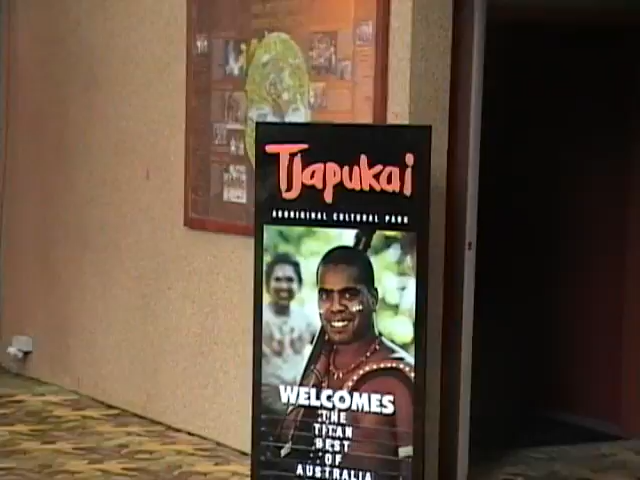 TJapukai
ABORIGINAL CULTURAL PARK
WELCOMES
THE
TITAN
BEST
OF
AUSTRALIA